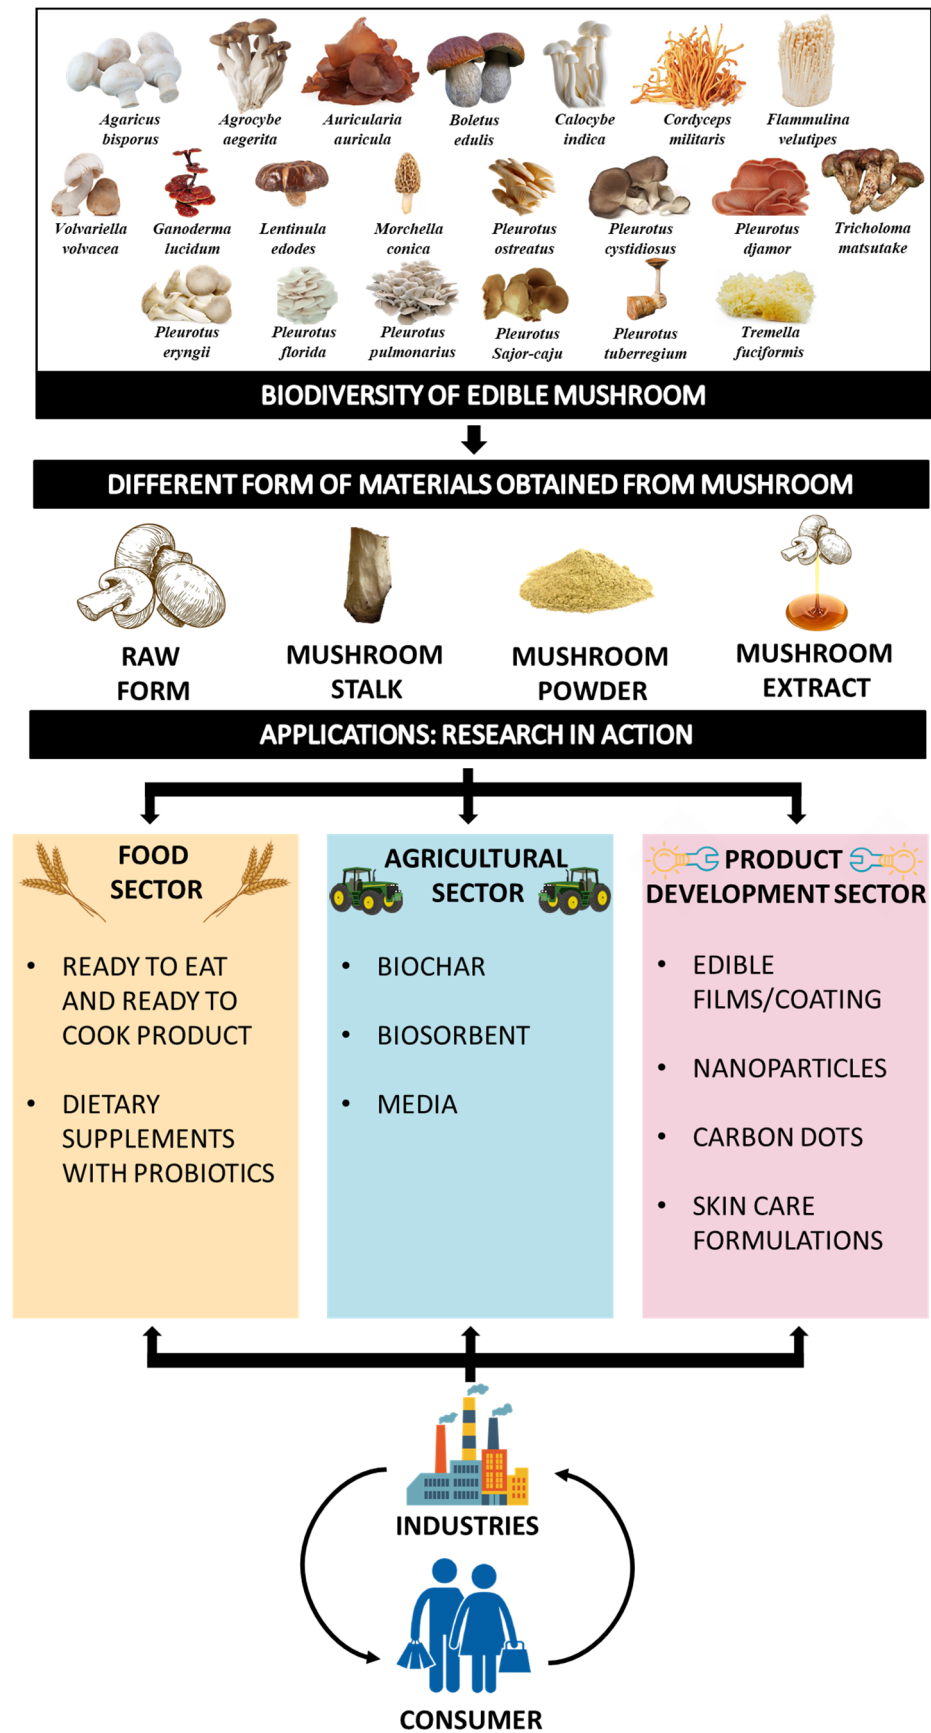 Agaricus
bisporus
Agrocybe
aegerita
Auricularia
auricula
Boletus
edulis
Calocybe
indica
Cordyceps
militaris
Flammulina
velutipes
Volvariella
volvacea
Ganoderma
lucidum
Lentinula
edodes
Morchella
conica
Pleurotus
ostreatus
Pleurotus
cystidiosus
Pleurotus
djamor
Tricholoma
matsutake
Pleurotus
eryngii
Pleurotus
florida
Pleurotus
pulmonarius
Pleurotus
Sajor-caju
Pleurotus
tuberregium
Tremella
fuciformis
BIODIVERSITY OF EDIBLE MUSHROOM
DIFFERENT FORM OF MATERIALS OBTAINED FROM MUSHROOM
RAW
FORM
MUSHROOM
STALK
MUSHROOM
POWDER
MUSHROOM
EXTRACT
APPLICATIONS: RESEARCH IN ACTION
FOOD
SECTOR
• READY TO EAT
AND READY TO
COOK PRODUCT
• DIETARY
SUPPLEMENTS
WITH PROBIOTICS
AGRICULTURAL
SECTOR
• BIOCHAR
• BIOSORBENT
• MEDIA
PRODUCT
DEVELOPMENT SECTOR
• EDIBLE
FILMS/COATING
• NANOPARTICLES
• CARBON DOTS
• SKIN CARE
FORMULATIONS
INDUSTRIES
CONSUMER